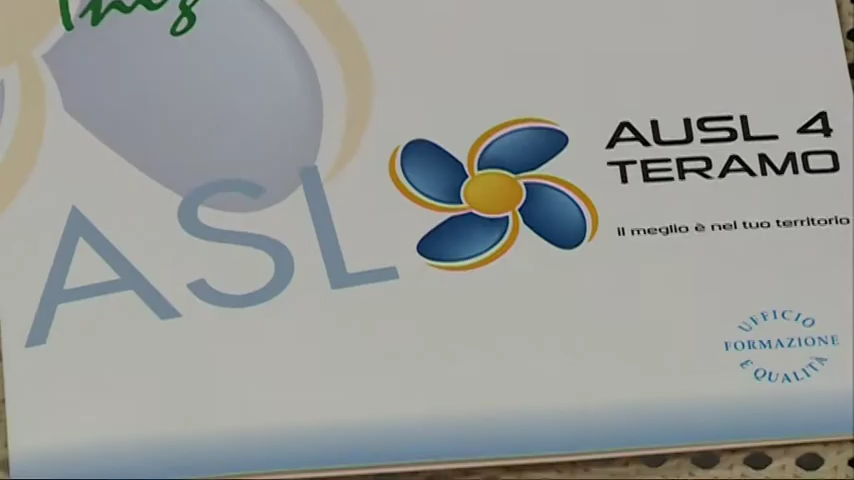 ASL
AUSL 4
TERAMO
Il meglio è nel tuo territorio
UFFICIO
FORMAZIONE
E QUALITÀ